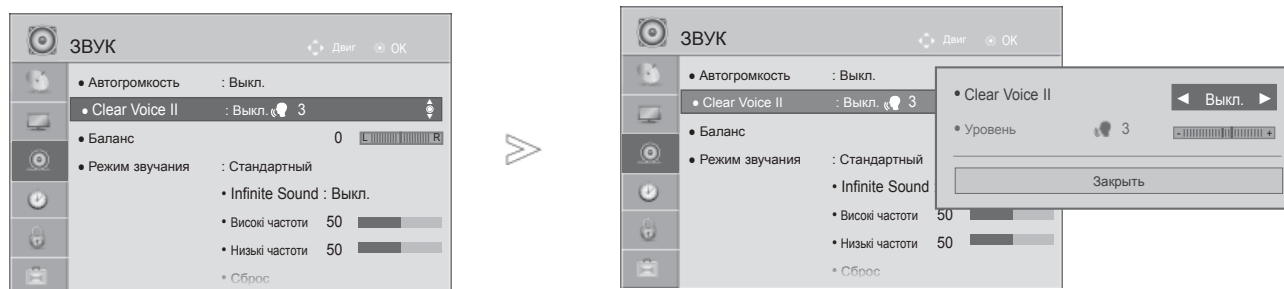 ЗВУК
Двиг ОК
• Автогромкость : Выкл.
• Clear Voice II : Выкл. 3
• Баланс 0 L R
• Режим звучания : Стандартный
• Infinite Sound : Выкл.
• Високі частоти 50
• Низькі частоти 50
• Сброс
ЗВУК
Двиг ОК
• Автогромкость : Выкл.
• Clear Voice II : Выкл. 3
• Баланс
• Режим звучания : Стандартный
• Infinite Sound :
• Високі частоти 50
• Низькі частоти 50
• Сброс
• Clear Voice II ◄ Выкл. ►
• Уровень 3 - +
Закрыть